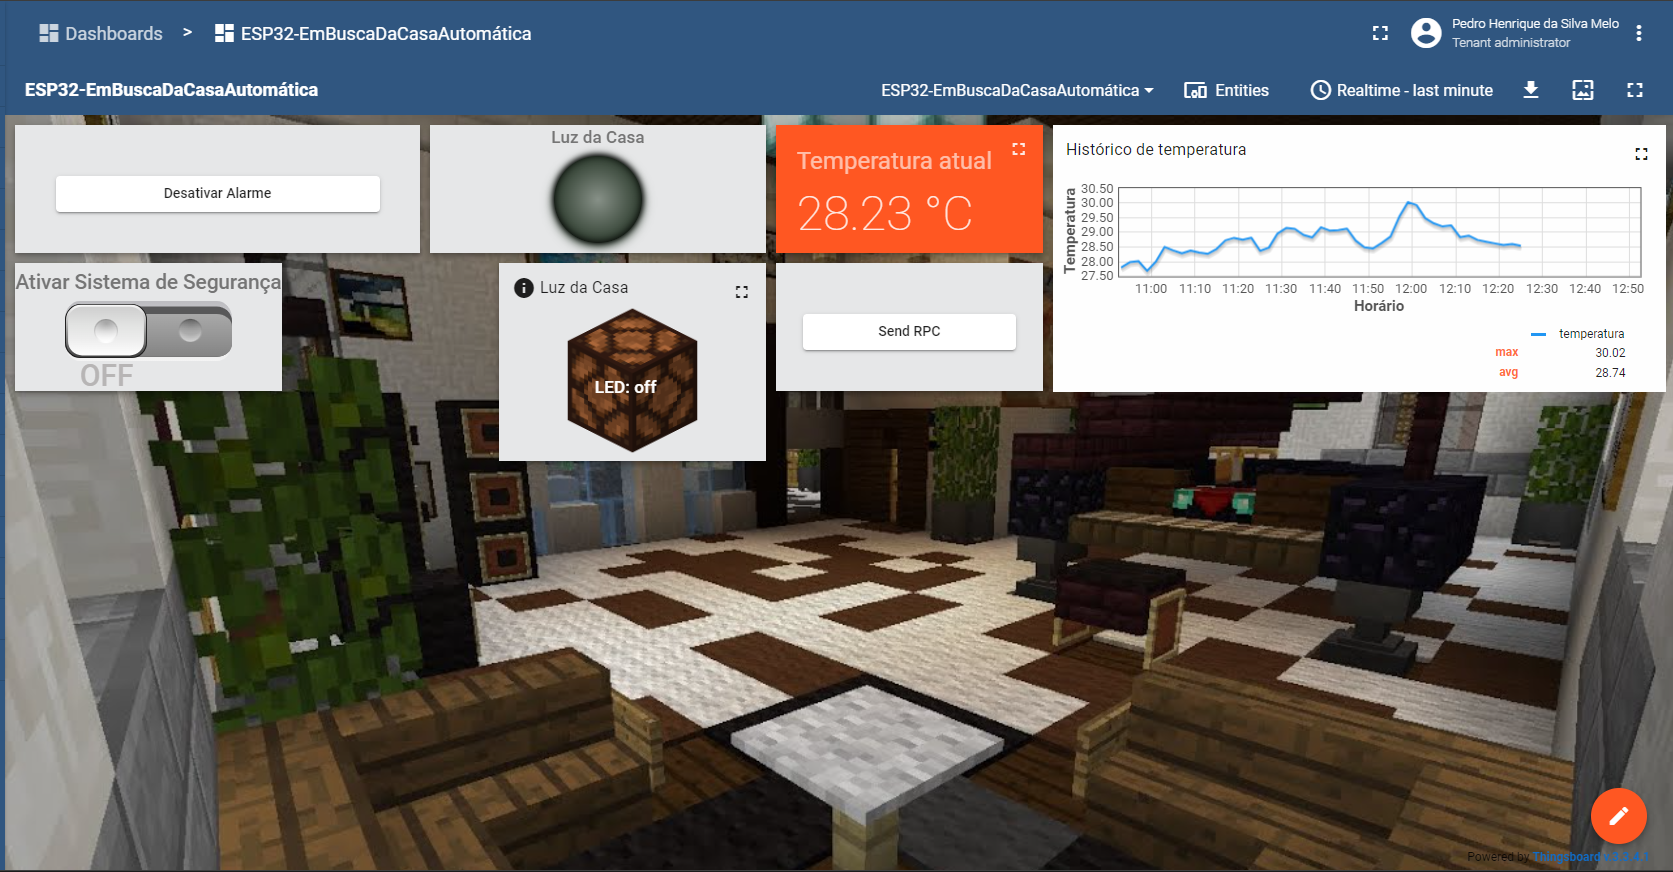 Dashboards > ESP32-EmBuscaDaCasaAutomática
Pedro Henrique da Silva Melo
Tenant administrator
ESP32-EmBuscaDaCasaAutomática
ESP32-EmBuscaDaCasaAutomática
Entities
Realtime - last minute
Desativar Alarme
Luz da Casa
Temperatura atual
28.23 °C
Histórico de temperatura
Temperatura
30.50
30.00
29.50
29.00
28.50
28.00
27.50
11:00 11:10 11:20 11:30 11:40 11:50 12:00 12:10 12:20 12:30 12:40 12:50
Horário
temperatura
max 30.02
avg 28.74
Ativar Sistema de Segurança
OFF
Luz da Casa
LED: off
Send RPC
Powered by Thingsboard